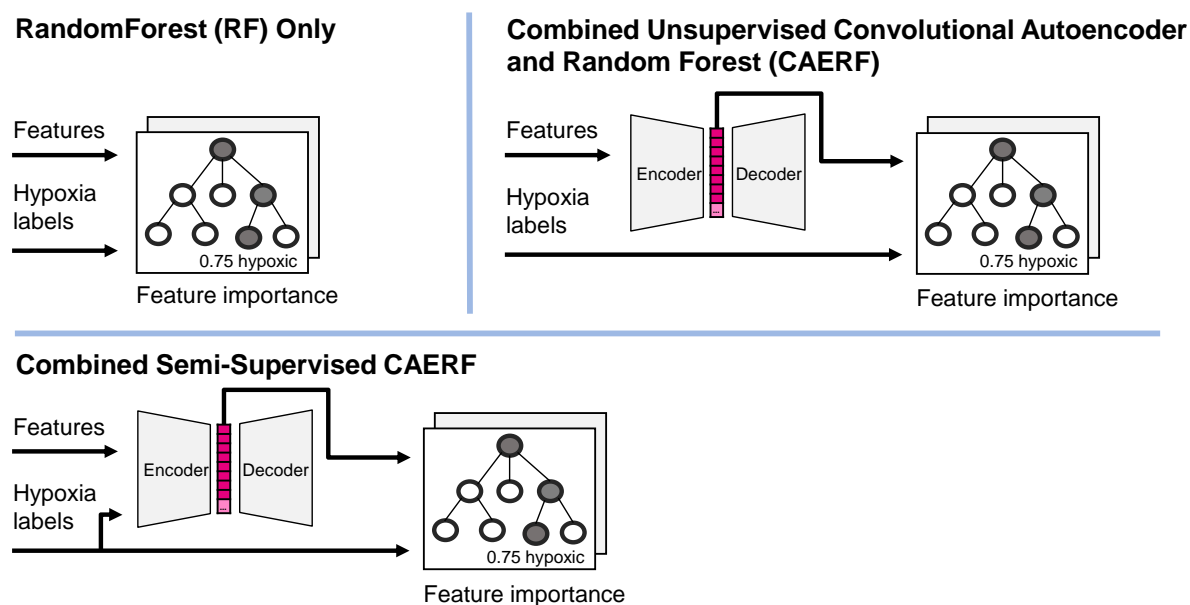 RandomForest (RF) Only
Features
Hypoxia
labels
0.75 hypoxic
Feature importance
Combined Unsupervised Convolutional Autoencoder
and Random Forest (CAERF)
Features
Hypoxia
labels
Encoder
...
Decoder
0.75 hypoxic
Feature importance
Combined Semi-Supervised CAERF
Features
Hypoxia
labels
Encoder
...
Decoder
0.75 hypoxic
Feature importance